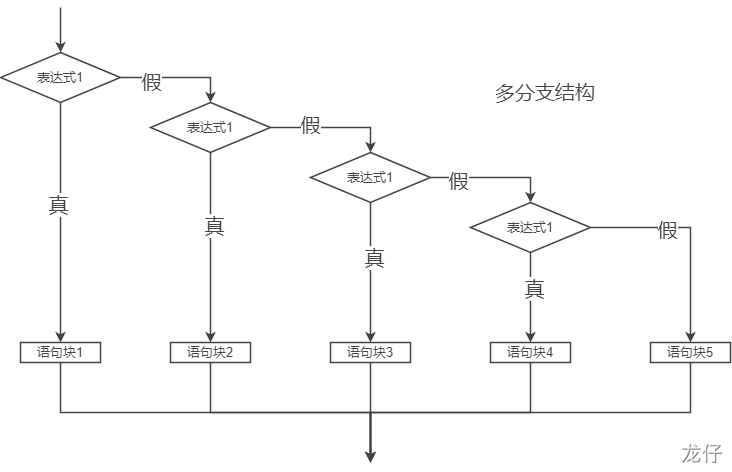 表达式1
假
多分支结构
表达式1
假
表达式1
假
表达式1
假
真
真
真
真
语句块1
语句块2
语句块3
语句块4
语句块5
龙仔